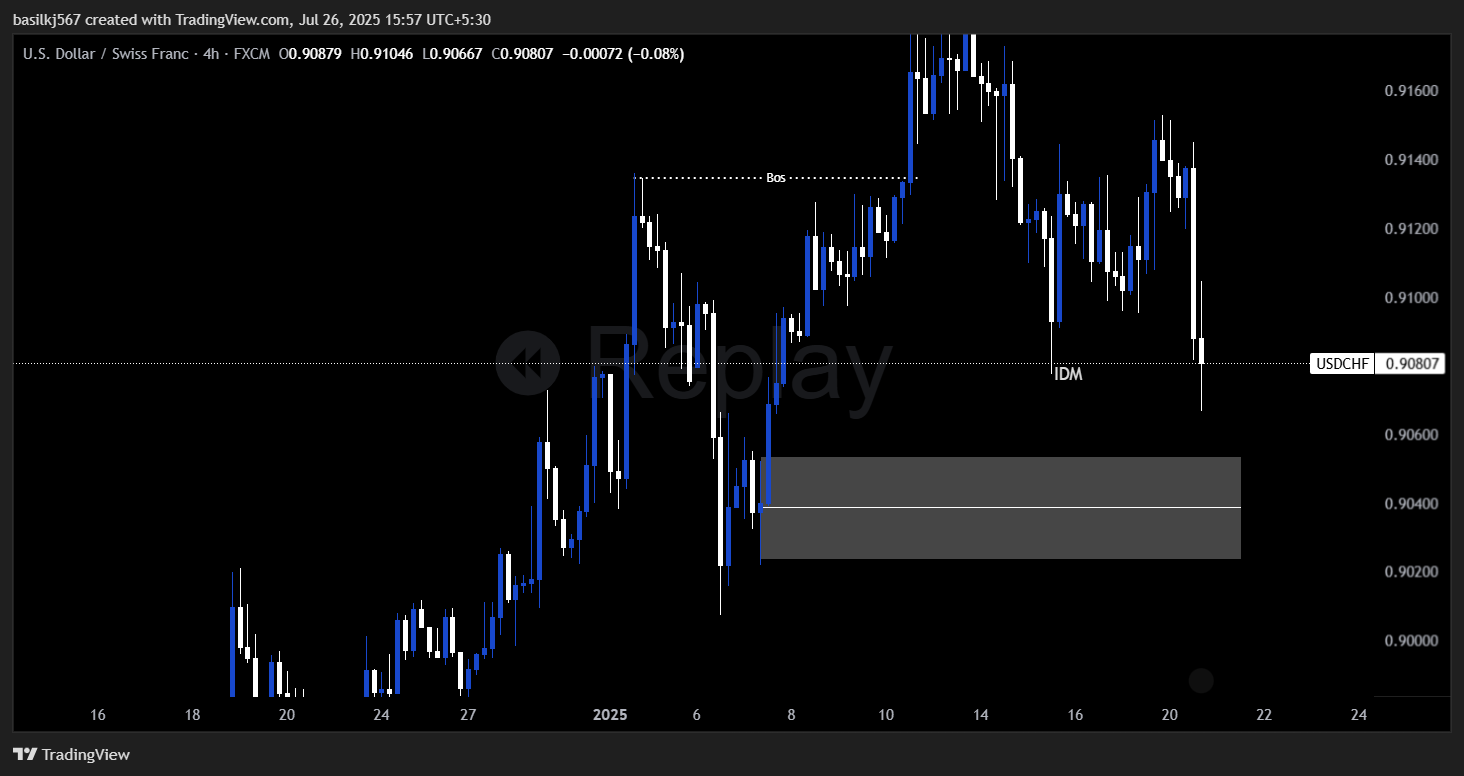 basilkj567 created with TradingView.com, Jul 26, 2025 15:57 UTC+5:30
U.S. Dollar / Swiss Franc · 4h · FXCM O0.90879 H0.91046 L0.90667 C0.90807 −0.00072 (−0.08%)
0.91600
0.91400
Bos
0.91200
0.91000
Replay
USDCHF 0.90807
IDM
0.90600
0.90400
0.90200
0.90000
16 18 20 24 27 2025 6 8 10 14 16 20 22 24
TradingView